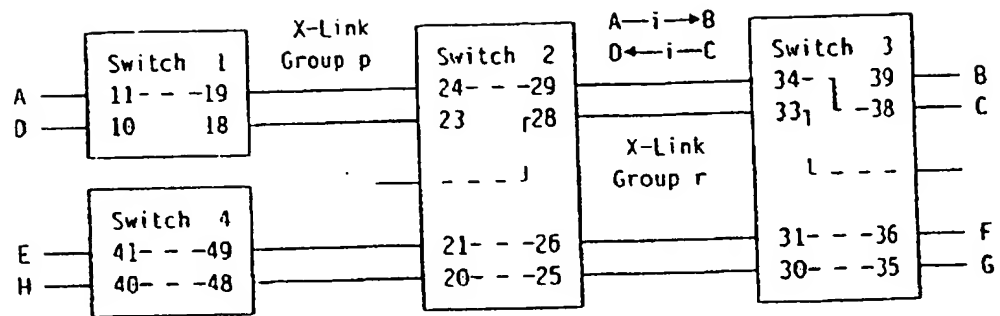 X-Link
Group p
A—i→B
D←i—C
Switch 1
11- - -19
10 18
A
D
Switch 2
24- - -29
23 ┌28
- - - ┘
21- - -26
20- - -25
X-Link
Group r
Switch 3
34- ┐ 39
33┐ └ -38
└ - - -
31- - -36
30- - -35
B
C
F
G
Switch 4
41- - -49
40- - -48
E
H